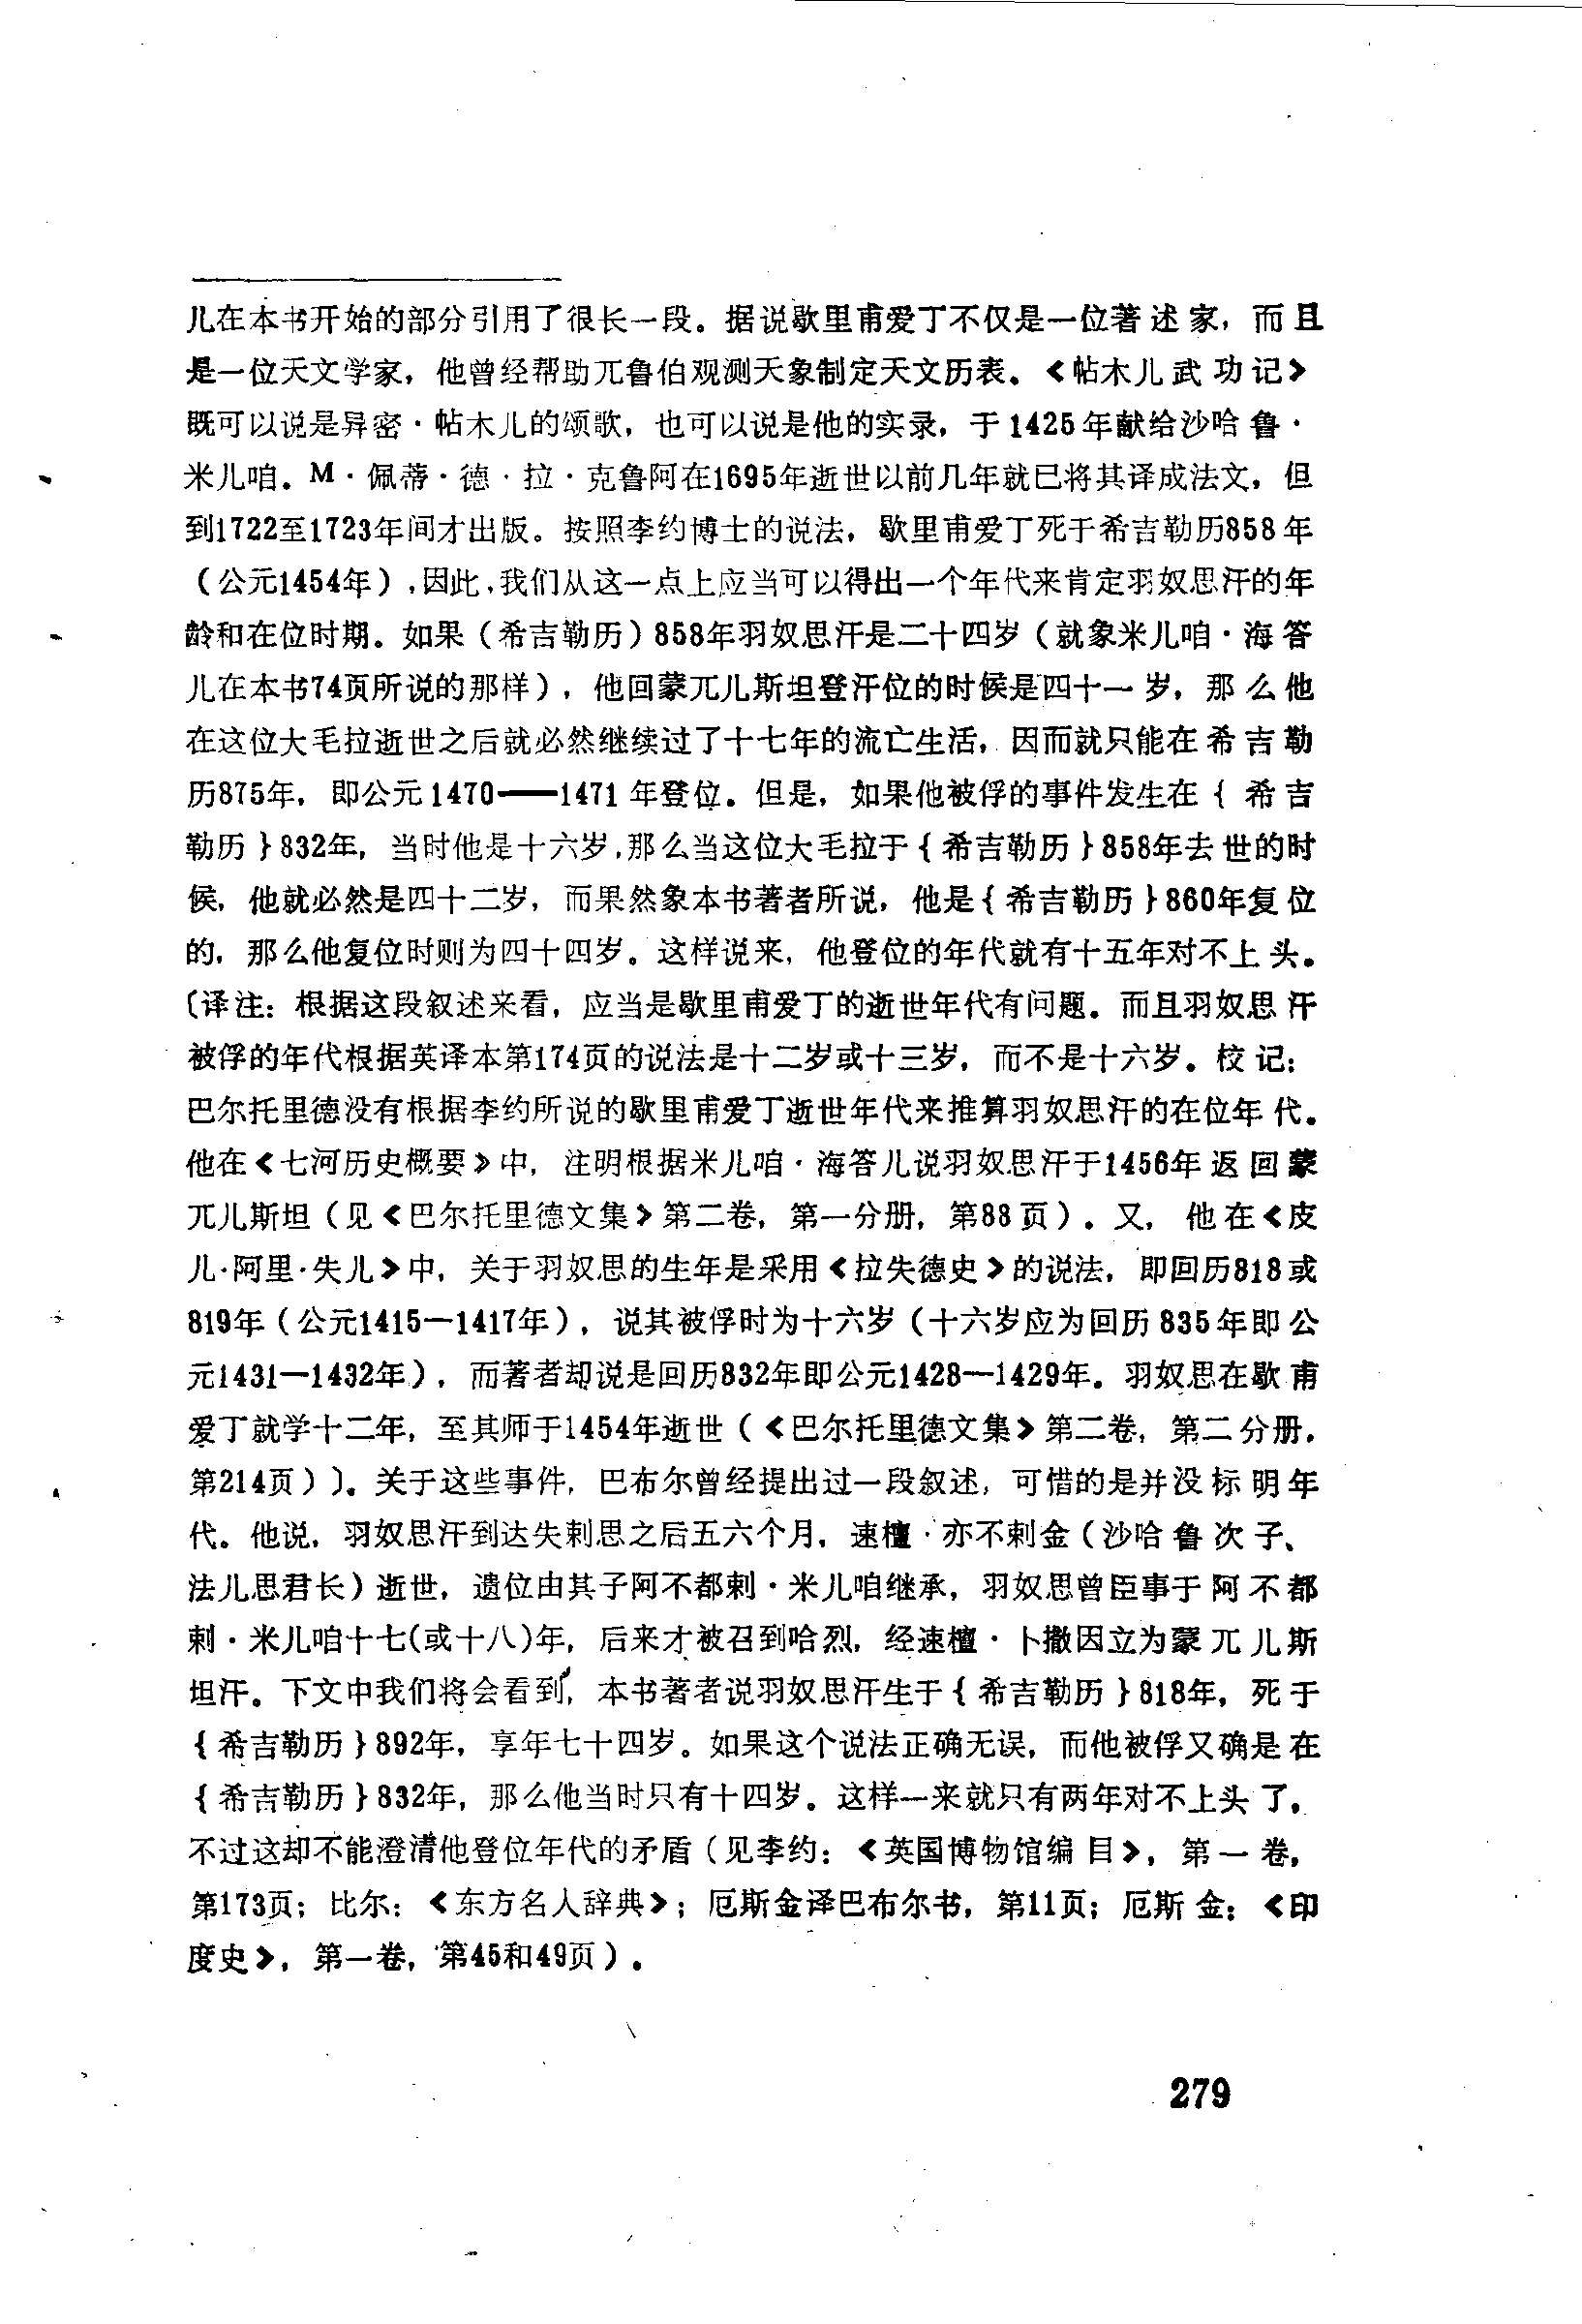 儿在本书开始的部分引用了很长一段。据说歇里甫爱丁不仅是一位著述家，而且
是一位天文学家，他曾经帮助兀鲁伯观测天象制定天文历表。《帖木儿武功记》
既可以说是异密·帖木儿的颂歌，也可以说是他的实录，于1425年献给沙哈鲁·
米儿咱。M·佩蒂·德·拉·克鲁阿在1695年逝世以前几年就已将其译成法文，但
到1722至1723年间才出版。按照李约博士的说法，歇里甫爱丁死于希吉勒历858年
（公元1454年），因此，我们从这一点上应当可以得出一个年代来肯定羽奴思汗的年
龄和在位时期。如果（希吉勒历）858年羽奴思汗是二十四岁（就象米儿咱·海答
儿在本书74页所说的那样），他回蒙兀儿斯坦登汗位的时候是四十一岁，那么他
在这位大毛拉逝世之后就必然继续过了十七年的流亡生活，因而就只能在希吉勒
历875年，即公元1470——1471年登位。但是，如果他被俘的事件发生在｛希吉
勒历｝832年，当时他是十六岁，那么当这位大毛拉于｛希吉勒历｝858年去世的时
候，他就必然是四十二岁，而果然象本书著者所说，他是｛希吉勒历｝860年复位
的，那么他复位时则为四十四岁。这样说来，他登位的年代就有十五年对不上头。
〔译注：根据这段叙述来看，应当是歇里甫爱丁的逝世年代有问题。而且羽奴思汗
被俘的年代根据英译本第174页的说法是十二岁或十三岁，而不是十六岁。校记：
巴尔托里德没有根据李约所说的歇里甫爱丁逝世年代来推算羽奴思汗的在位年代。
他在《七河历史概要》中，注明根据米儿咱·海答儿说羽奴思汗于1456年返回蒙
兀儿斯坦（见《巴尔托里德文集》第二卷，第一分册，第88页）。又，他在《皮
儿·阿里·失儿》中，关于羽奴思的生年是采用《拉失德史》的说法，即回历818或
819年（公元1415—1417年），说其被俘时为十六岁（十六岁应为回历835年即公
元1431—1432年），而著者却说是回历832年即公元1428—1429年。羽奴思在歇甫
爱丁就学十二年，至其师于1454年逝世（《巴尔托里德文集》第二卷，第二分册，
第214页）〕。关于这些事件，巴布尔曾经提出过一段叙述，可惜的是并没标明年
代。他说，羽奴思汗到达失剌思之后五六个月，速檀·亦不剌金（沙哈鲁次子、
法儿思君长）逝世，遗位由其子阿不都剌·米儿咱继承，羽奴思曾臣事于阿不都
剌·米儿咱十七(或十八)年，后来才被召到哈烈，经速檀·卜撒因立为蒙兀儿斯
坦汗。下文中我们将会看到，本书著者说羽奴思汗生于｛希吉勒历｝818年，死于
｛希吉勒历｝892年，享年七十四岁。如果这个说法正确无误，而他被俘又确是在
｛希吉勒历｝832年，那么他当时只有十四岁。这样一来就只有两年对不上头了。
不过这却不能澄清他登位年代的矛盾（见李约：《英国博物馆编目》，第一卷，
第173页；比尔：《东方名人辞典》；厄斯金译巴布尔书，第11页；厄斯金：《印
度史》，第一卷，第45和49页）。
279